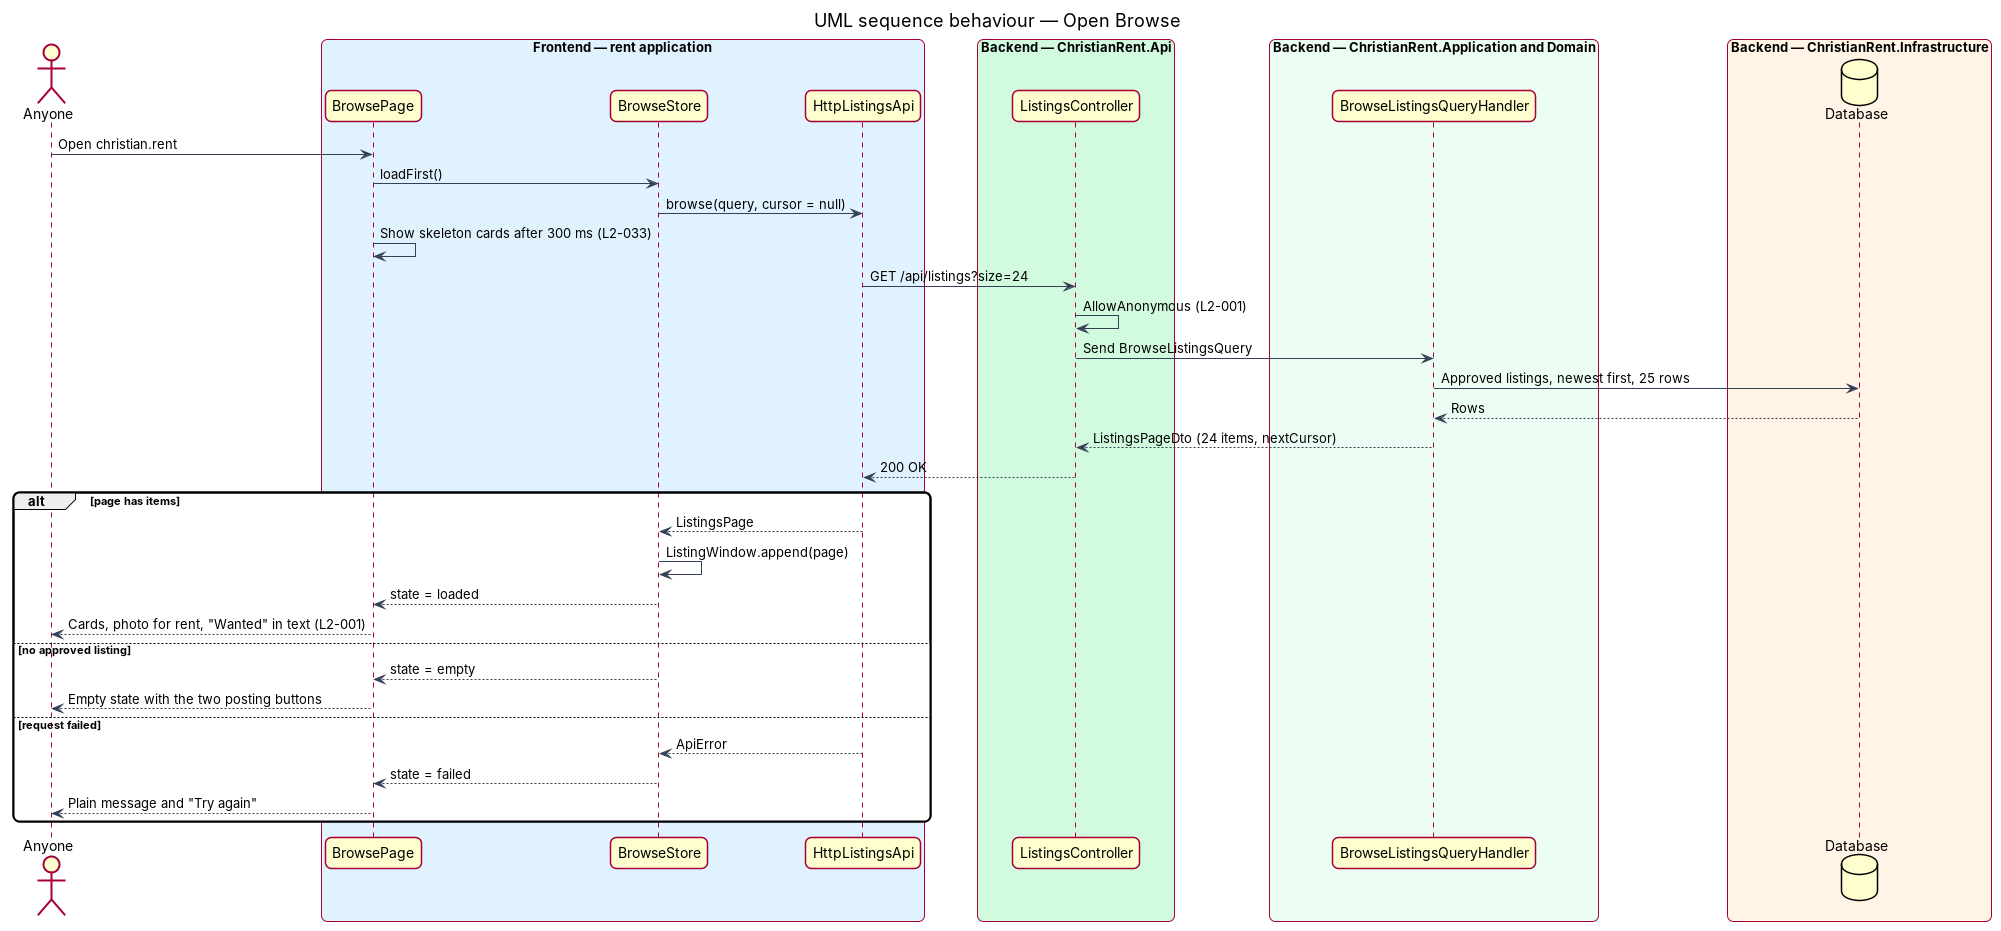 UML sequence behaviour — Open Browse
Frontend — rent application
Backend — ChristianRent.Api
Backend — ChristianRent.Application and Domain
Backend — ChristianRent.Infrastructure
Anyone
BrowsePage
BrowseStore
HttpListingsApi
ListingsController
BrowseListingsQueryHandler
Database
Open christian.rent
loadFirst()
browse(query, cursor = null)
Show skeleton cards after 300 ms (L2-033)
GET /api/listings?size=24
AllowAnonymous (L2-001)
Send BrowseListingsQuery
Approved listings, newest first, 25 rows
Rows
ListingsPageDto (24 items, nextCursor)
200 OK
alt
[page has items]
ListingsPage
ListingWindow.append(page)
state = loaded
Cards, photo for rent, "Wanted" in text (L2-001)
[no approved listing]
state = empty
Empty state with the two posting buttons
[request failed]
ApiError
state = failed
Plain message and "Try again"
Anyone
BrowsePage
BrowseStore
HttpListingsApi
ListingsController
BrowseListingsQueryHandler
Database